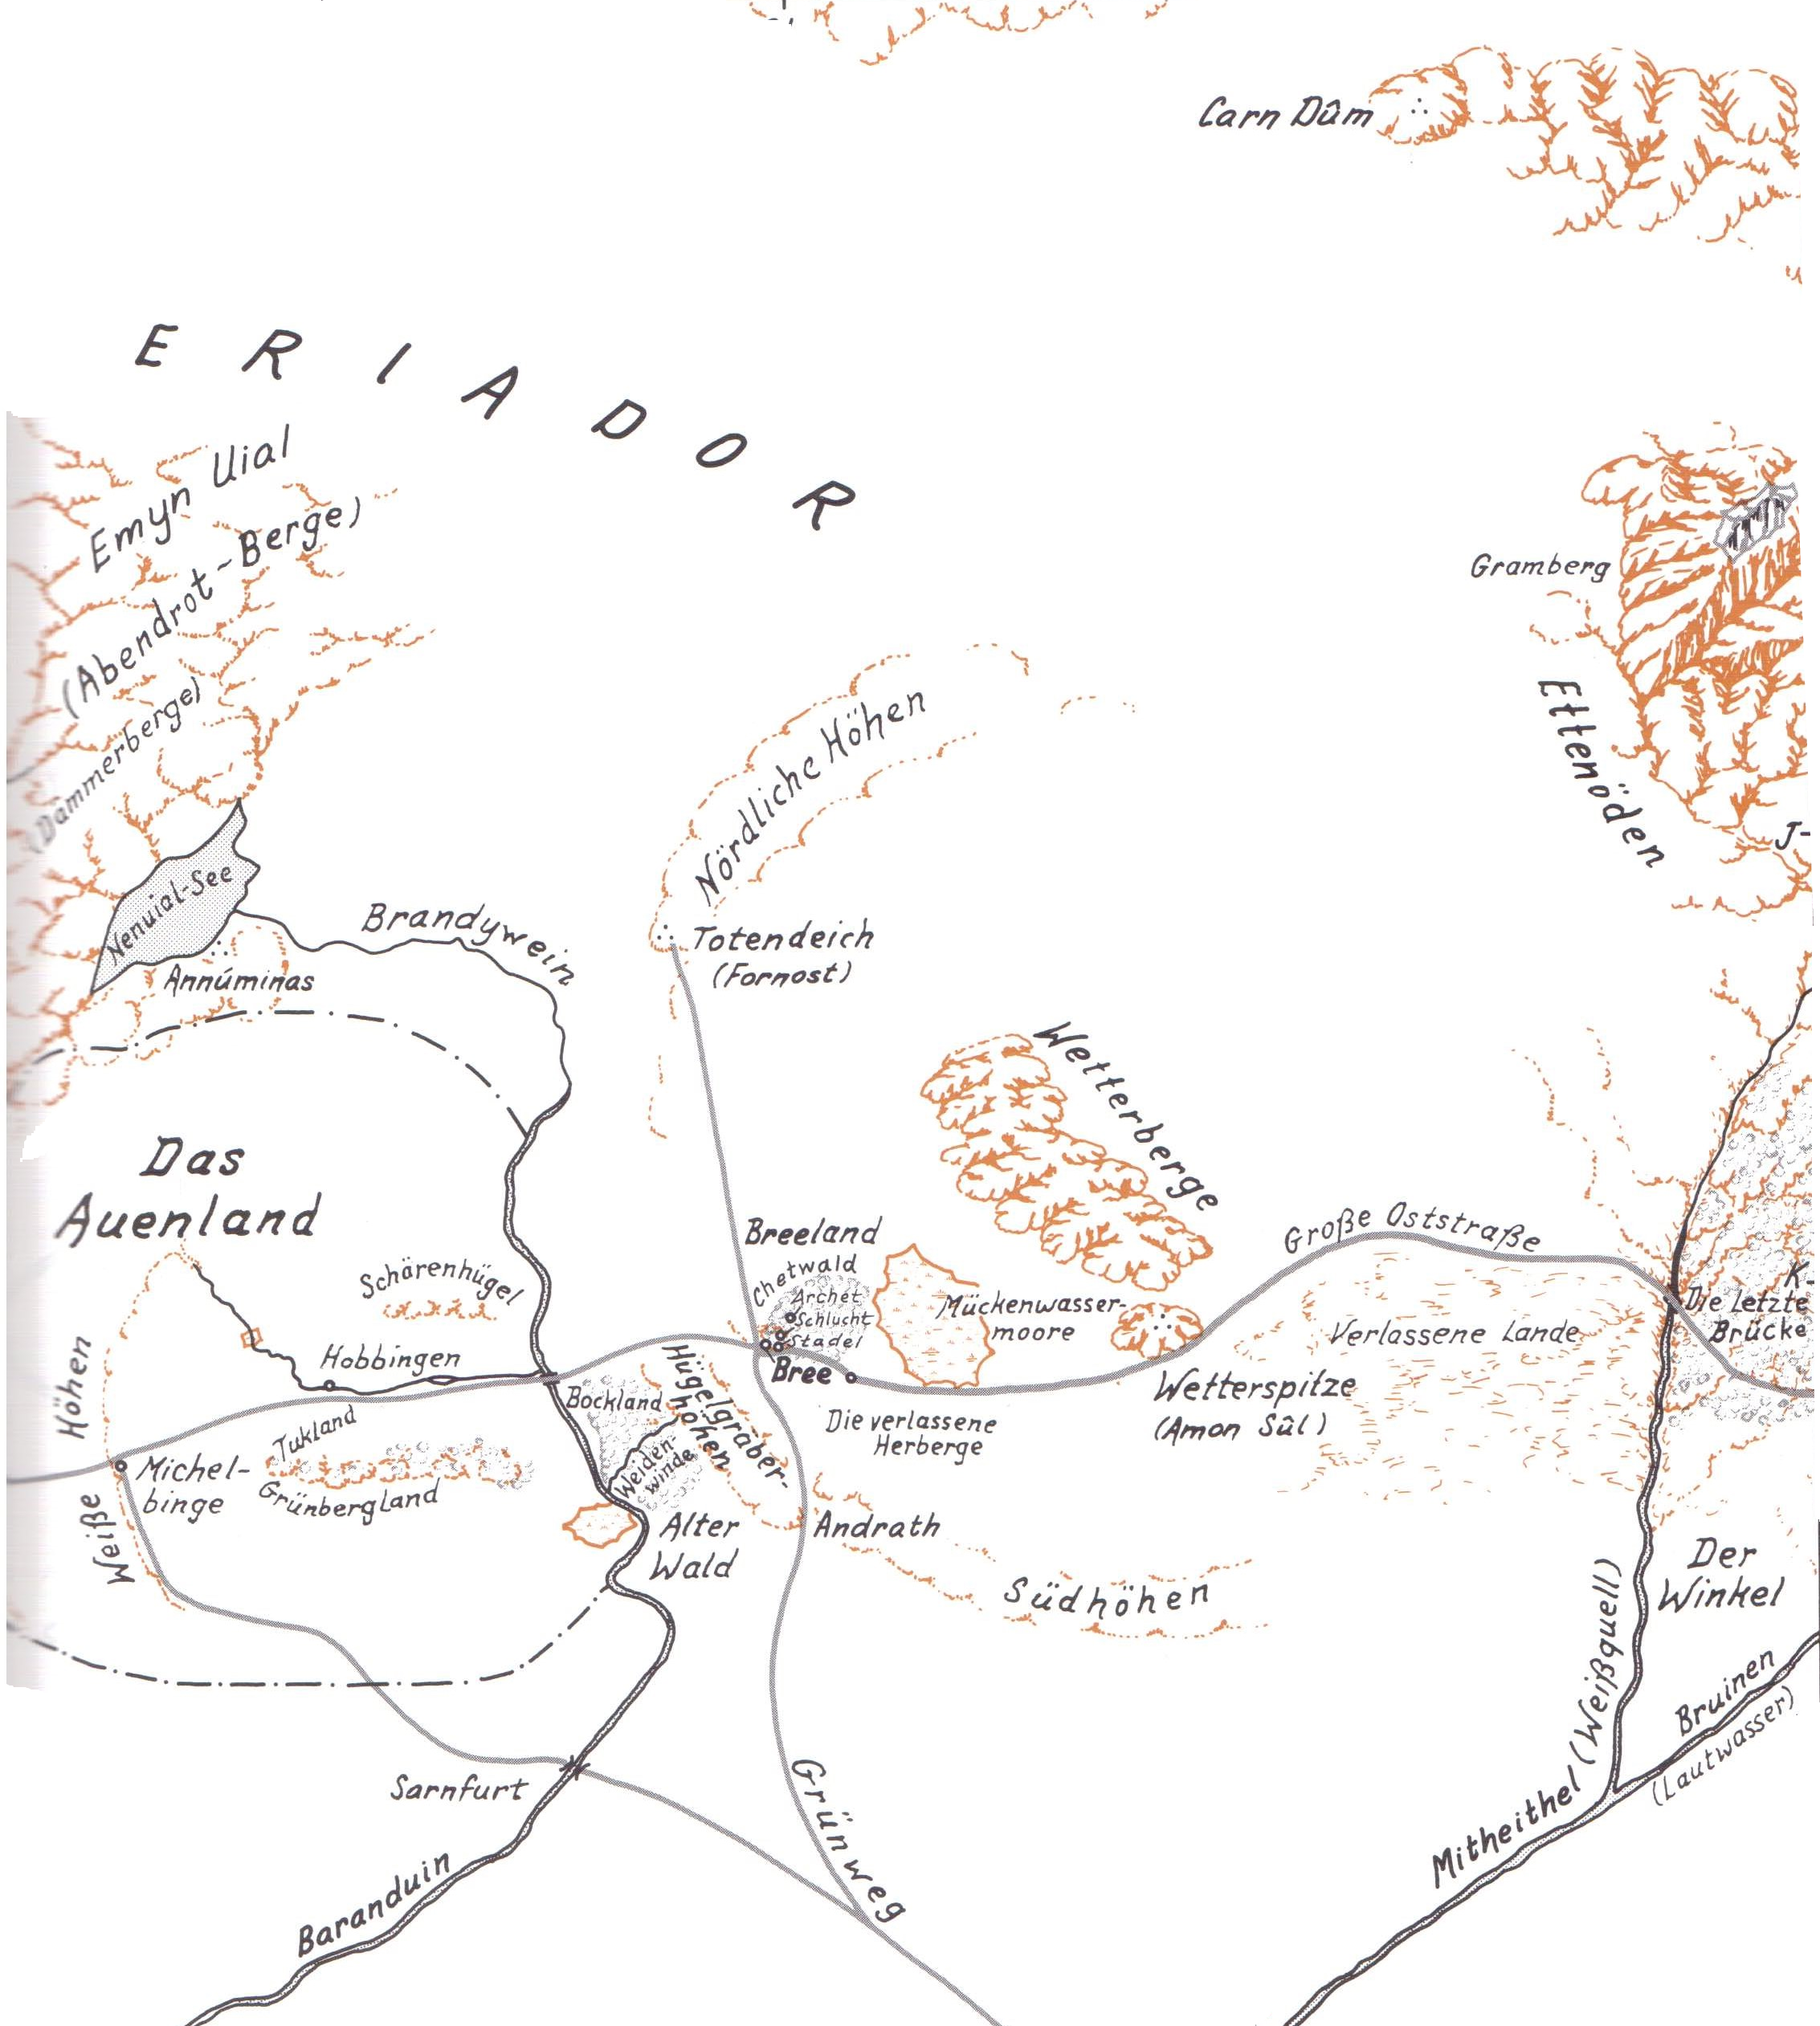 Carn Dûm
ERIADOR
Emyn Uial
(Abendrot-Berge)
(Dämmerberge)
Gramberg
Ettenöden
J-
Nördliche Höhen
Nenuial-See
Brandywein
Annúminas
Totendeich
(Fornost)
Wetterberge
Das
Auenland
Schärenhügel
Breeland
Chetwald
Archet
Schlucht
Stadel
Bree
Mückenwasser-
moore
Große Oststraße
Verlassene Lande
K-
Die Letzte
Brücke
Hobbingen
Bockland
Hügelgräber-
höhen
Weiden-
winde
Die verlassene
Herberge
Wetterspitze
(Amon Sûl)
Weiße Höhen
Michel-
binge
Tukland
Grünbergland
Alter
Wald
Andrath
Südhöhen
Der
Winkel
Sarnfurt
Grünweg
Baranduin
Mitheithel (Weißquell)
Bruinen
(Lautwasser)